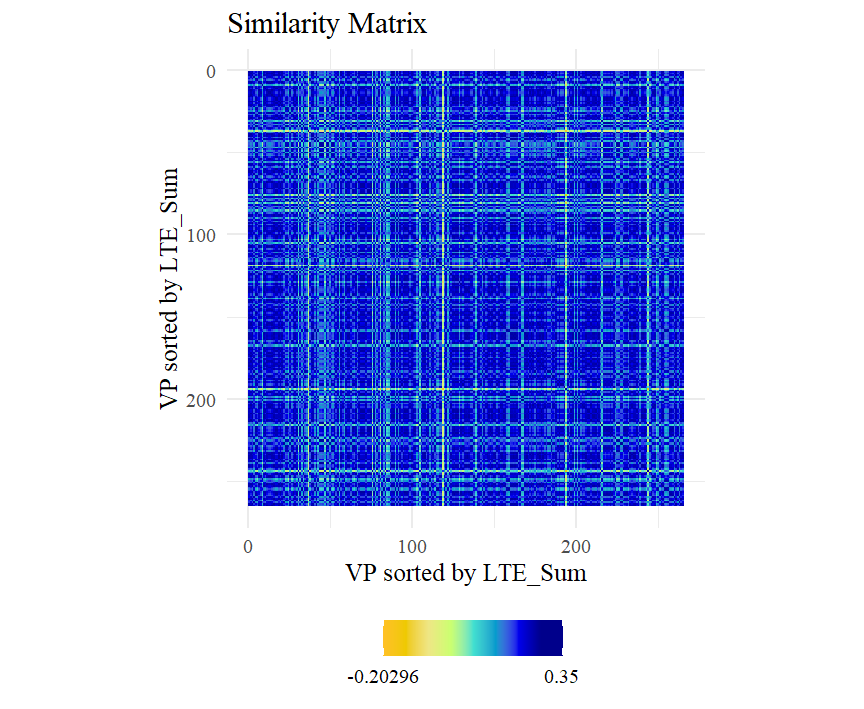 Similarity Matrix
0
100
200
VP sorted by LTE_Sum
0 100 200
VP sorted by LTE_Sum
-0.20296 0.35